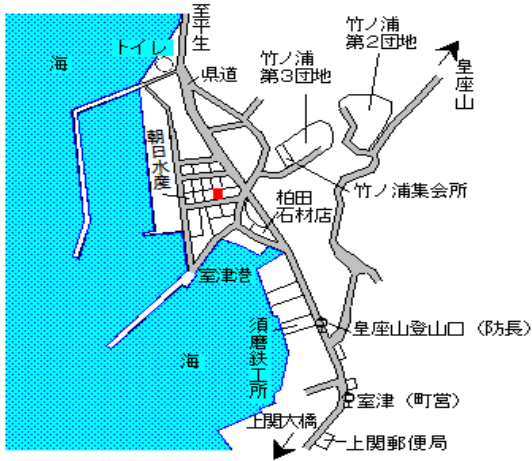 至平生
トイレ
海
県道
竹ノ浦
第3団地
竹ノ浦
第2団地
皇座山
朝日水産
竹ノ浦集会所
柏田
石材店
室津港
須磨鉄工所
皇座山登山口（防長）
海
室津（町営）
上関大橋
上関郵便局